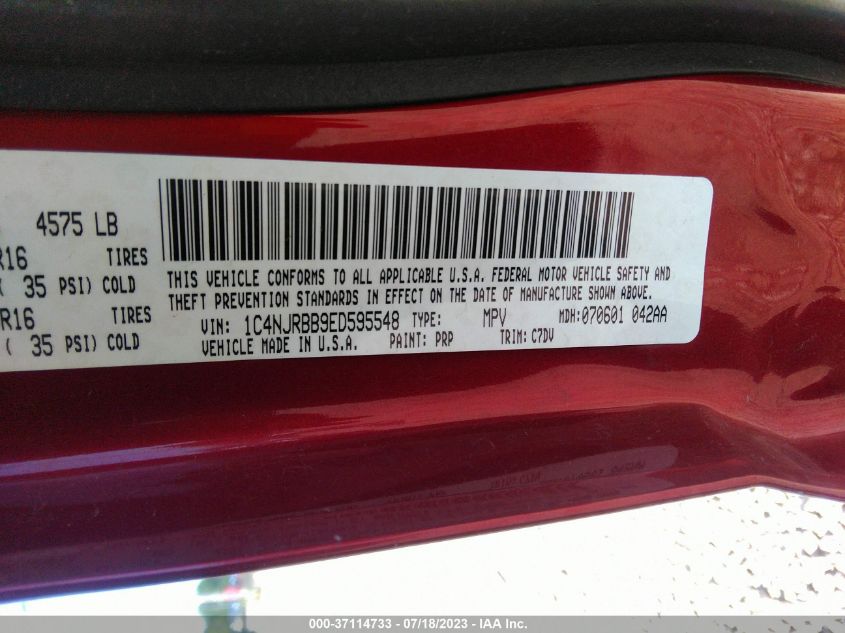 4575 LB
R16 TIRES
35 PSI) COLD
R16 TIRES
( 35 PSI) COLD
THIS VEHICLE CONFORMS TO ALL APPLICABLE U.S.A. FEDERAL MOTOR VEHICLE SAFETY AND
THEFT PREVENTION STANDARDS IN EFFECT ON THE DATE OF MANUFACTURE SHOWN ABOVE.
VIN: 1C4NJRBB9ED595548 TYPE: MPV MDH:070601 042AA
VEHICLE MADE IN U.S.A. PAINT: PRP TRIM: C7DV
000-37114733 - 07/18/2023 - IAA Inc.